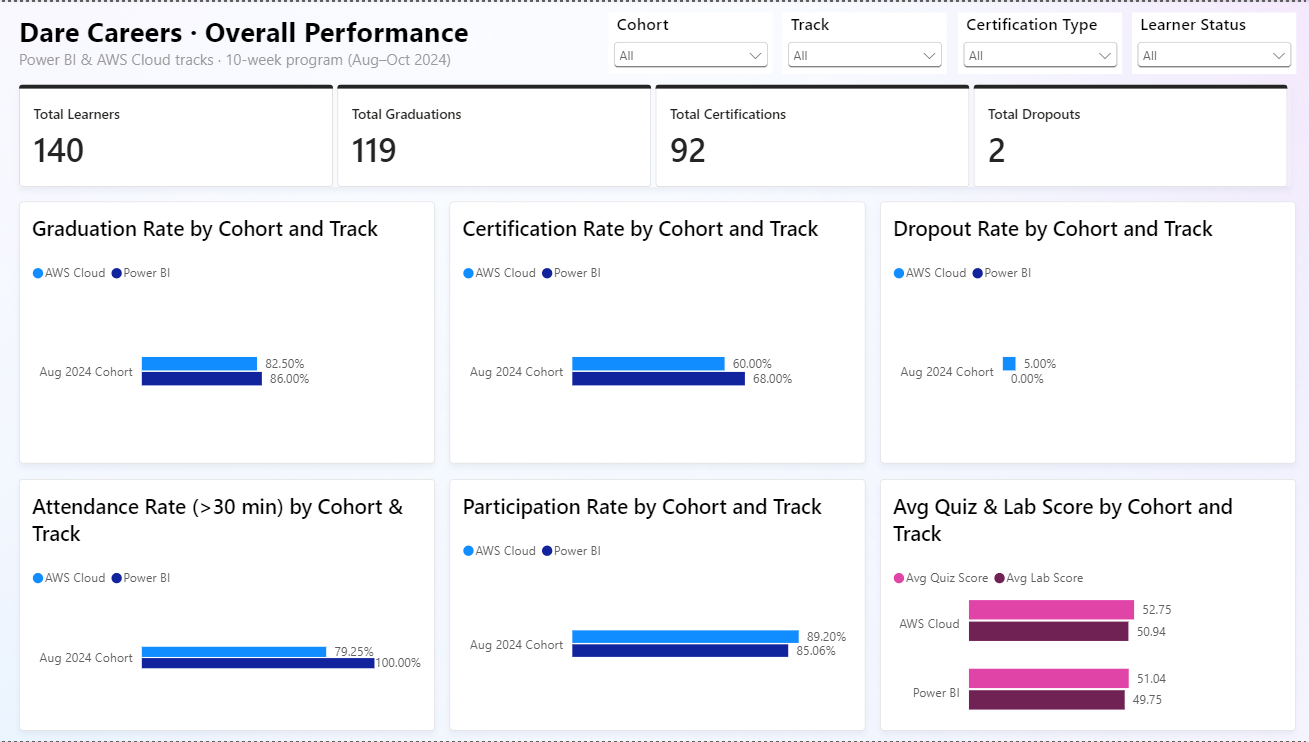 Dare Careers · Overall Performance
Power BI & AWS Cloud tracks · 10-week program (Aug–Oct 2024)
Cohort
All
Track
All
Certification Type
All
Learner Status
All
Total Learners
140
Total Graduations
119
Total Certifications
92
Total Dropouts
2
Graduation Rate by Cohort and Track
AWS Cloud Power BI
Aug 2024 Cohort
82.50%
86.00%
Certification Rate by Cohort and Track
AWS Cloud Power BI
Aug 2024 Cohort
60.00%
68.00%
Dropout Rate by Cohort and Track
AWS Cloud Power BI
Aug 2024 Cohort
5.00%
0.00%
Attendance Rate (>30 min) by Cohort &
Track
AWS Cloud Power BI
Aug 2024 Cohort
79.25%
100.00%
Participation Rate by Cohort and Track
AWS Cloud Power BI
Aug 2024 Cohort
89.20%
85.06%
Avg Quiz & Lab Score by Cohort and
Track
Avg Quiz Score Avg Lab Score
AWS Cloud
52.75
50.94
Power BI
51.04
49.75